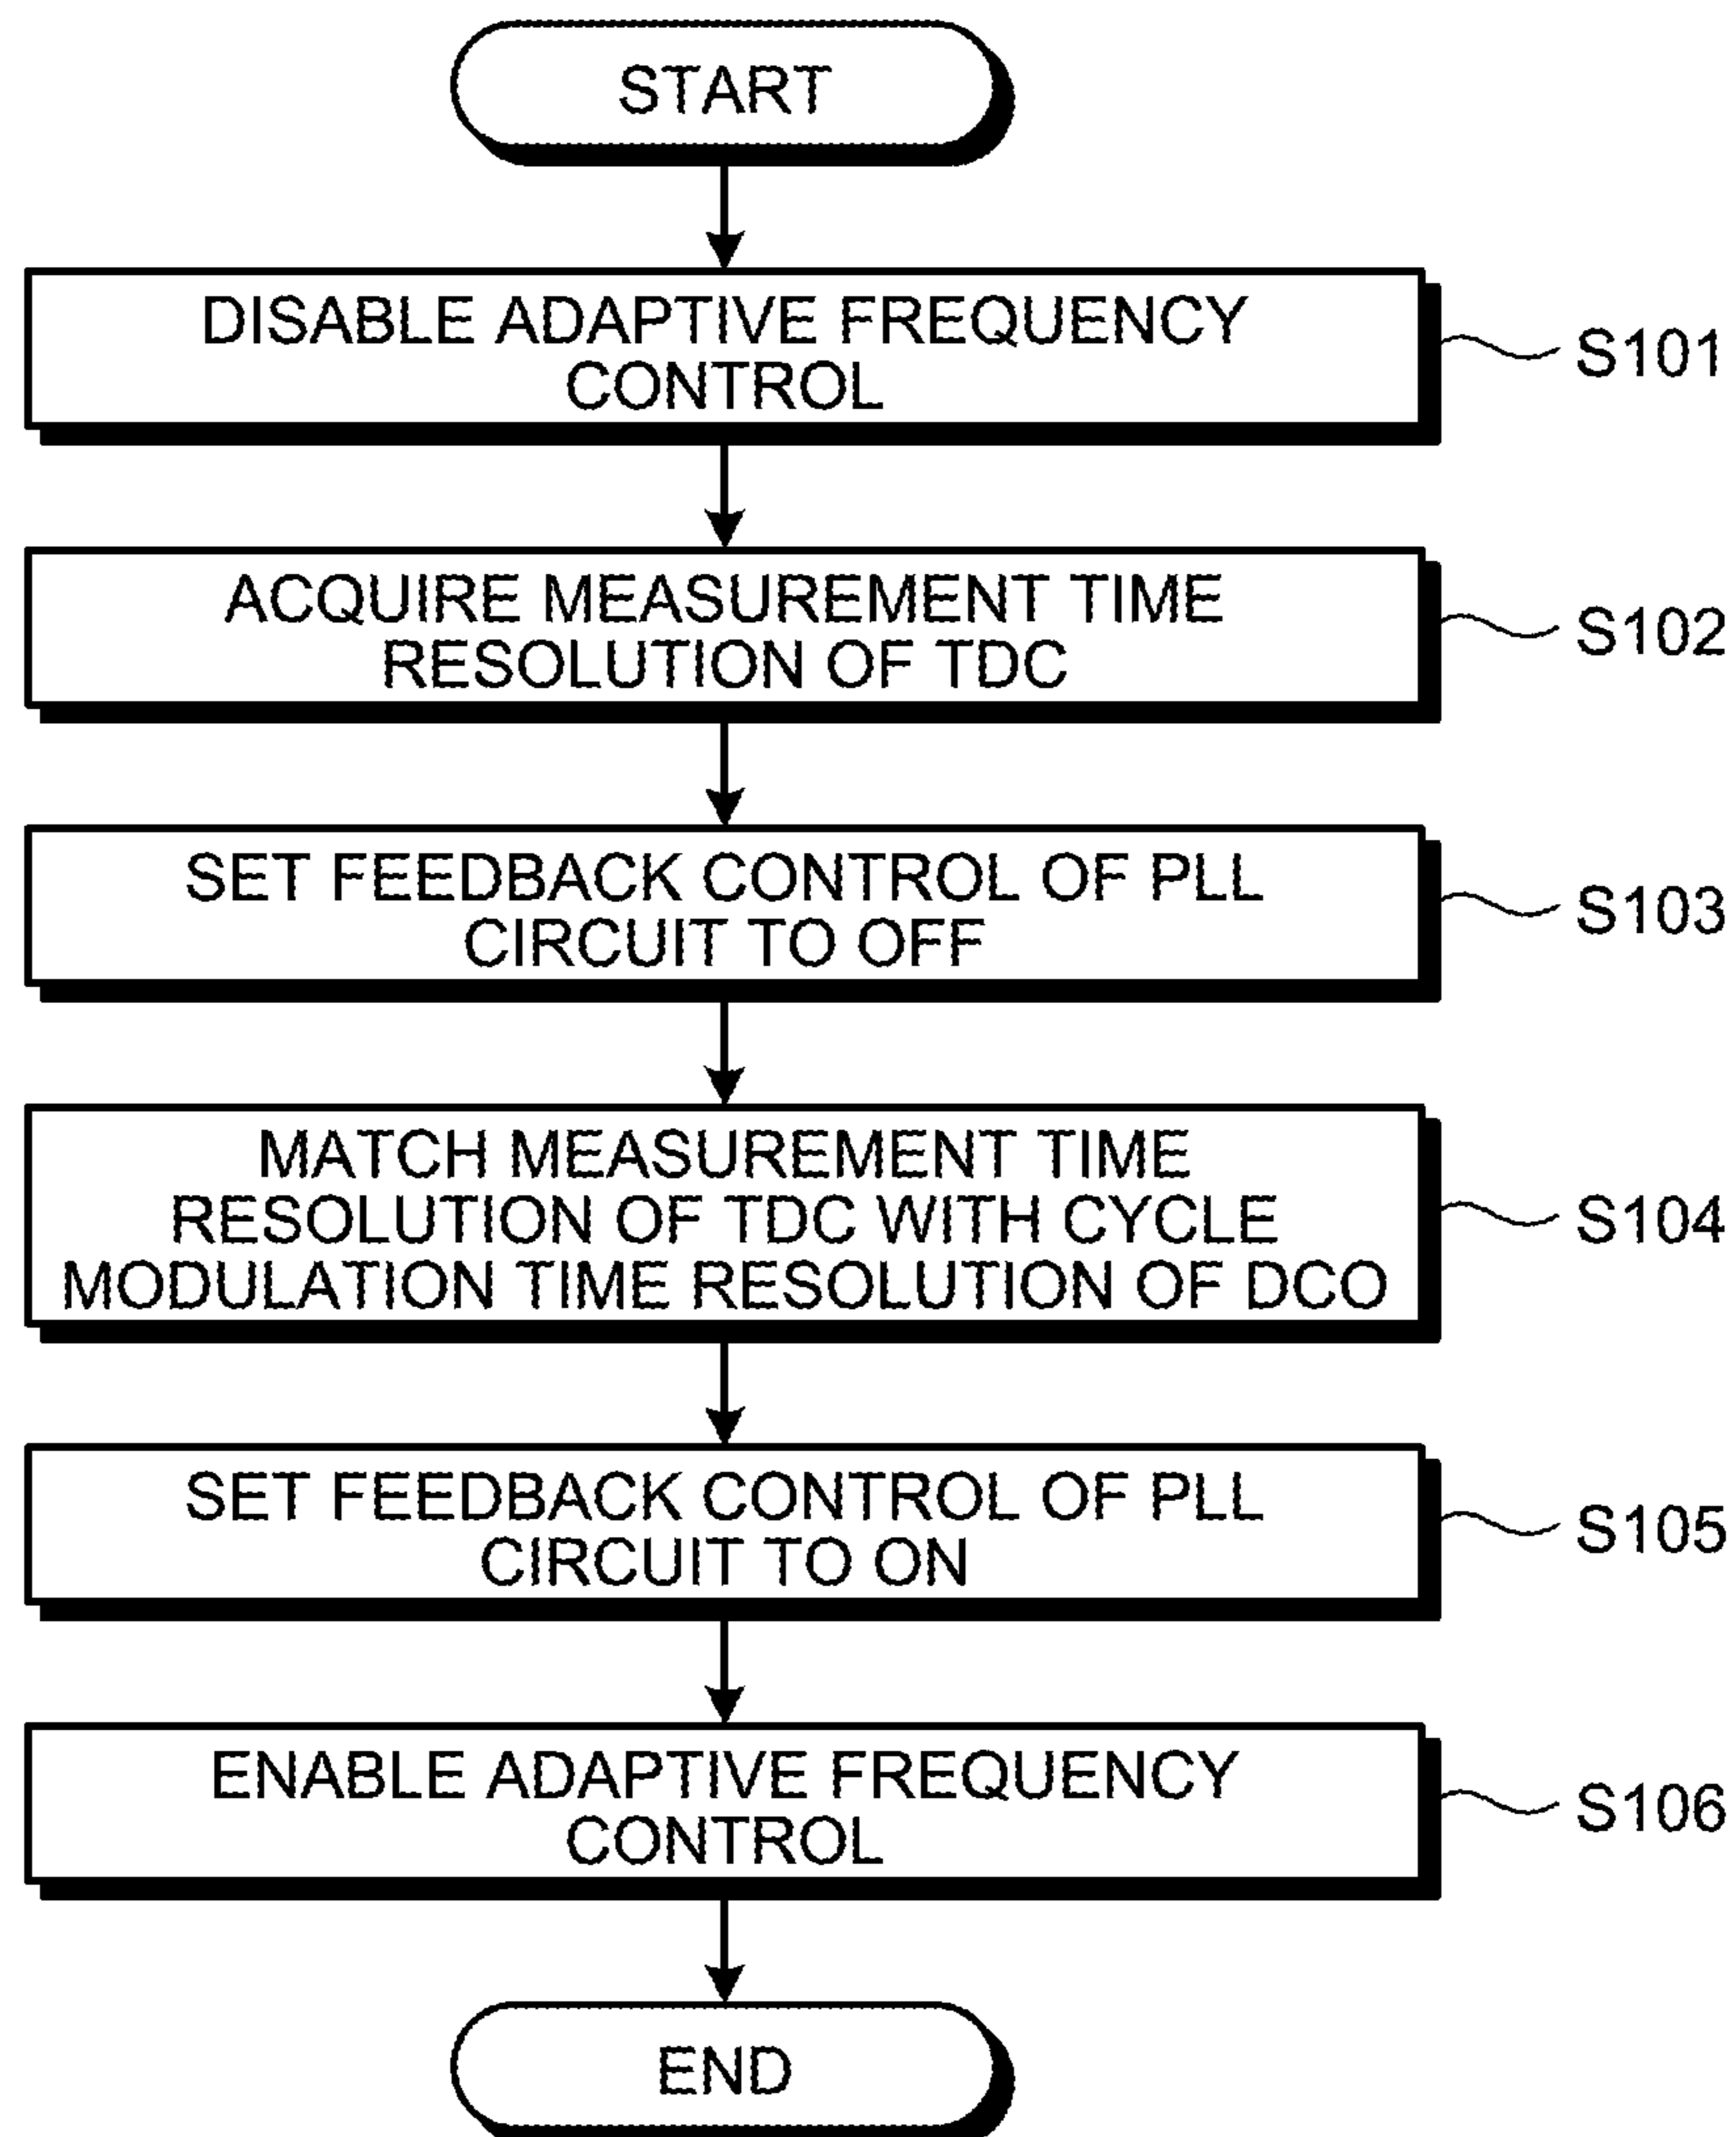 START
DISABLE ADAPTIVE FREQUENCY
CONTROL
S101
ACQUIRE MEASUREMENT TIME
RESOLUTION OF TDC
S102
SET FEEDBACK CONTROL OF PLL
CIRCUIT TO OFF
S103
MATCH MEASUREMENT TIME
RESOLUTION OF TDC WITH CYCLE
MODULATION TIME RESOLUTION OF DCO
S104
SET FEEDBACK CONTROL OF PLL
CIRCUIT TO ON
S105
ENABLE ADAPTIVE FREQUENCY
CONTROL
S106
END